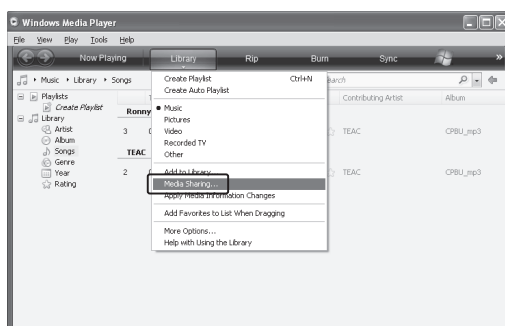 Windows Media Player
File View Play Tools Help
Now Playing Library Rip Burn Sync »
Music Library Songs
Playlists
Create Playlist
Library
Artist
Album
Songs
Genre
Year
Rating
Create Playlist Ctrl+N
Create Auto Playlist
Music
Pictures
Video
Recorded TV
Other
Add to Library...
Media Sharing...
Apply Media Information Changes
Add Favorites to List When Dragging
More Options...
Help with Using the Library
Contributing Artist Album
Ronny
3 TEAC CPBU_mp3
TEAC
2 TEAC CPBU_mp3